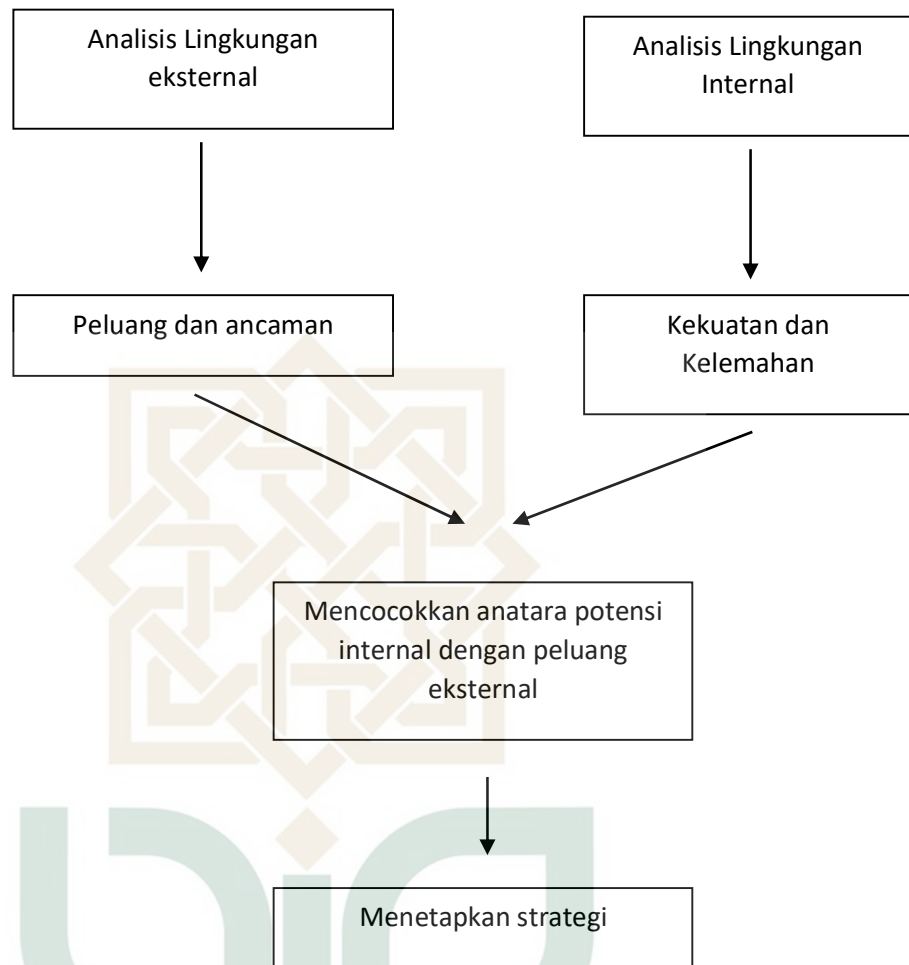 Analisis Lingkungan
eksternal
Analisis Lingkungan
Internal
Peluang dan ancaman
Kekuatan dan
Kelemahan
Mencocokkan anatara potensi
internal dengan peluang
eksternal
Menetapkan strategi